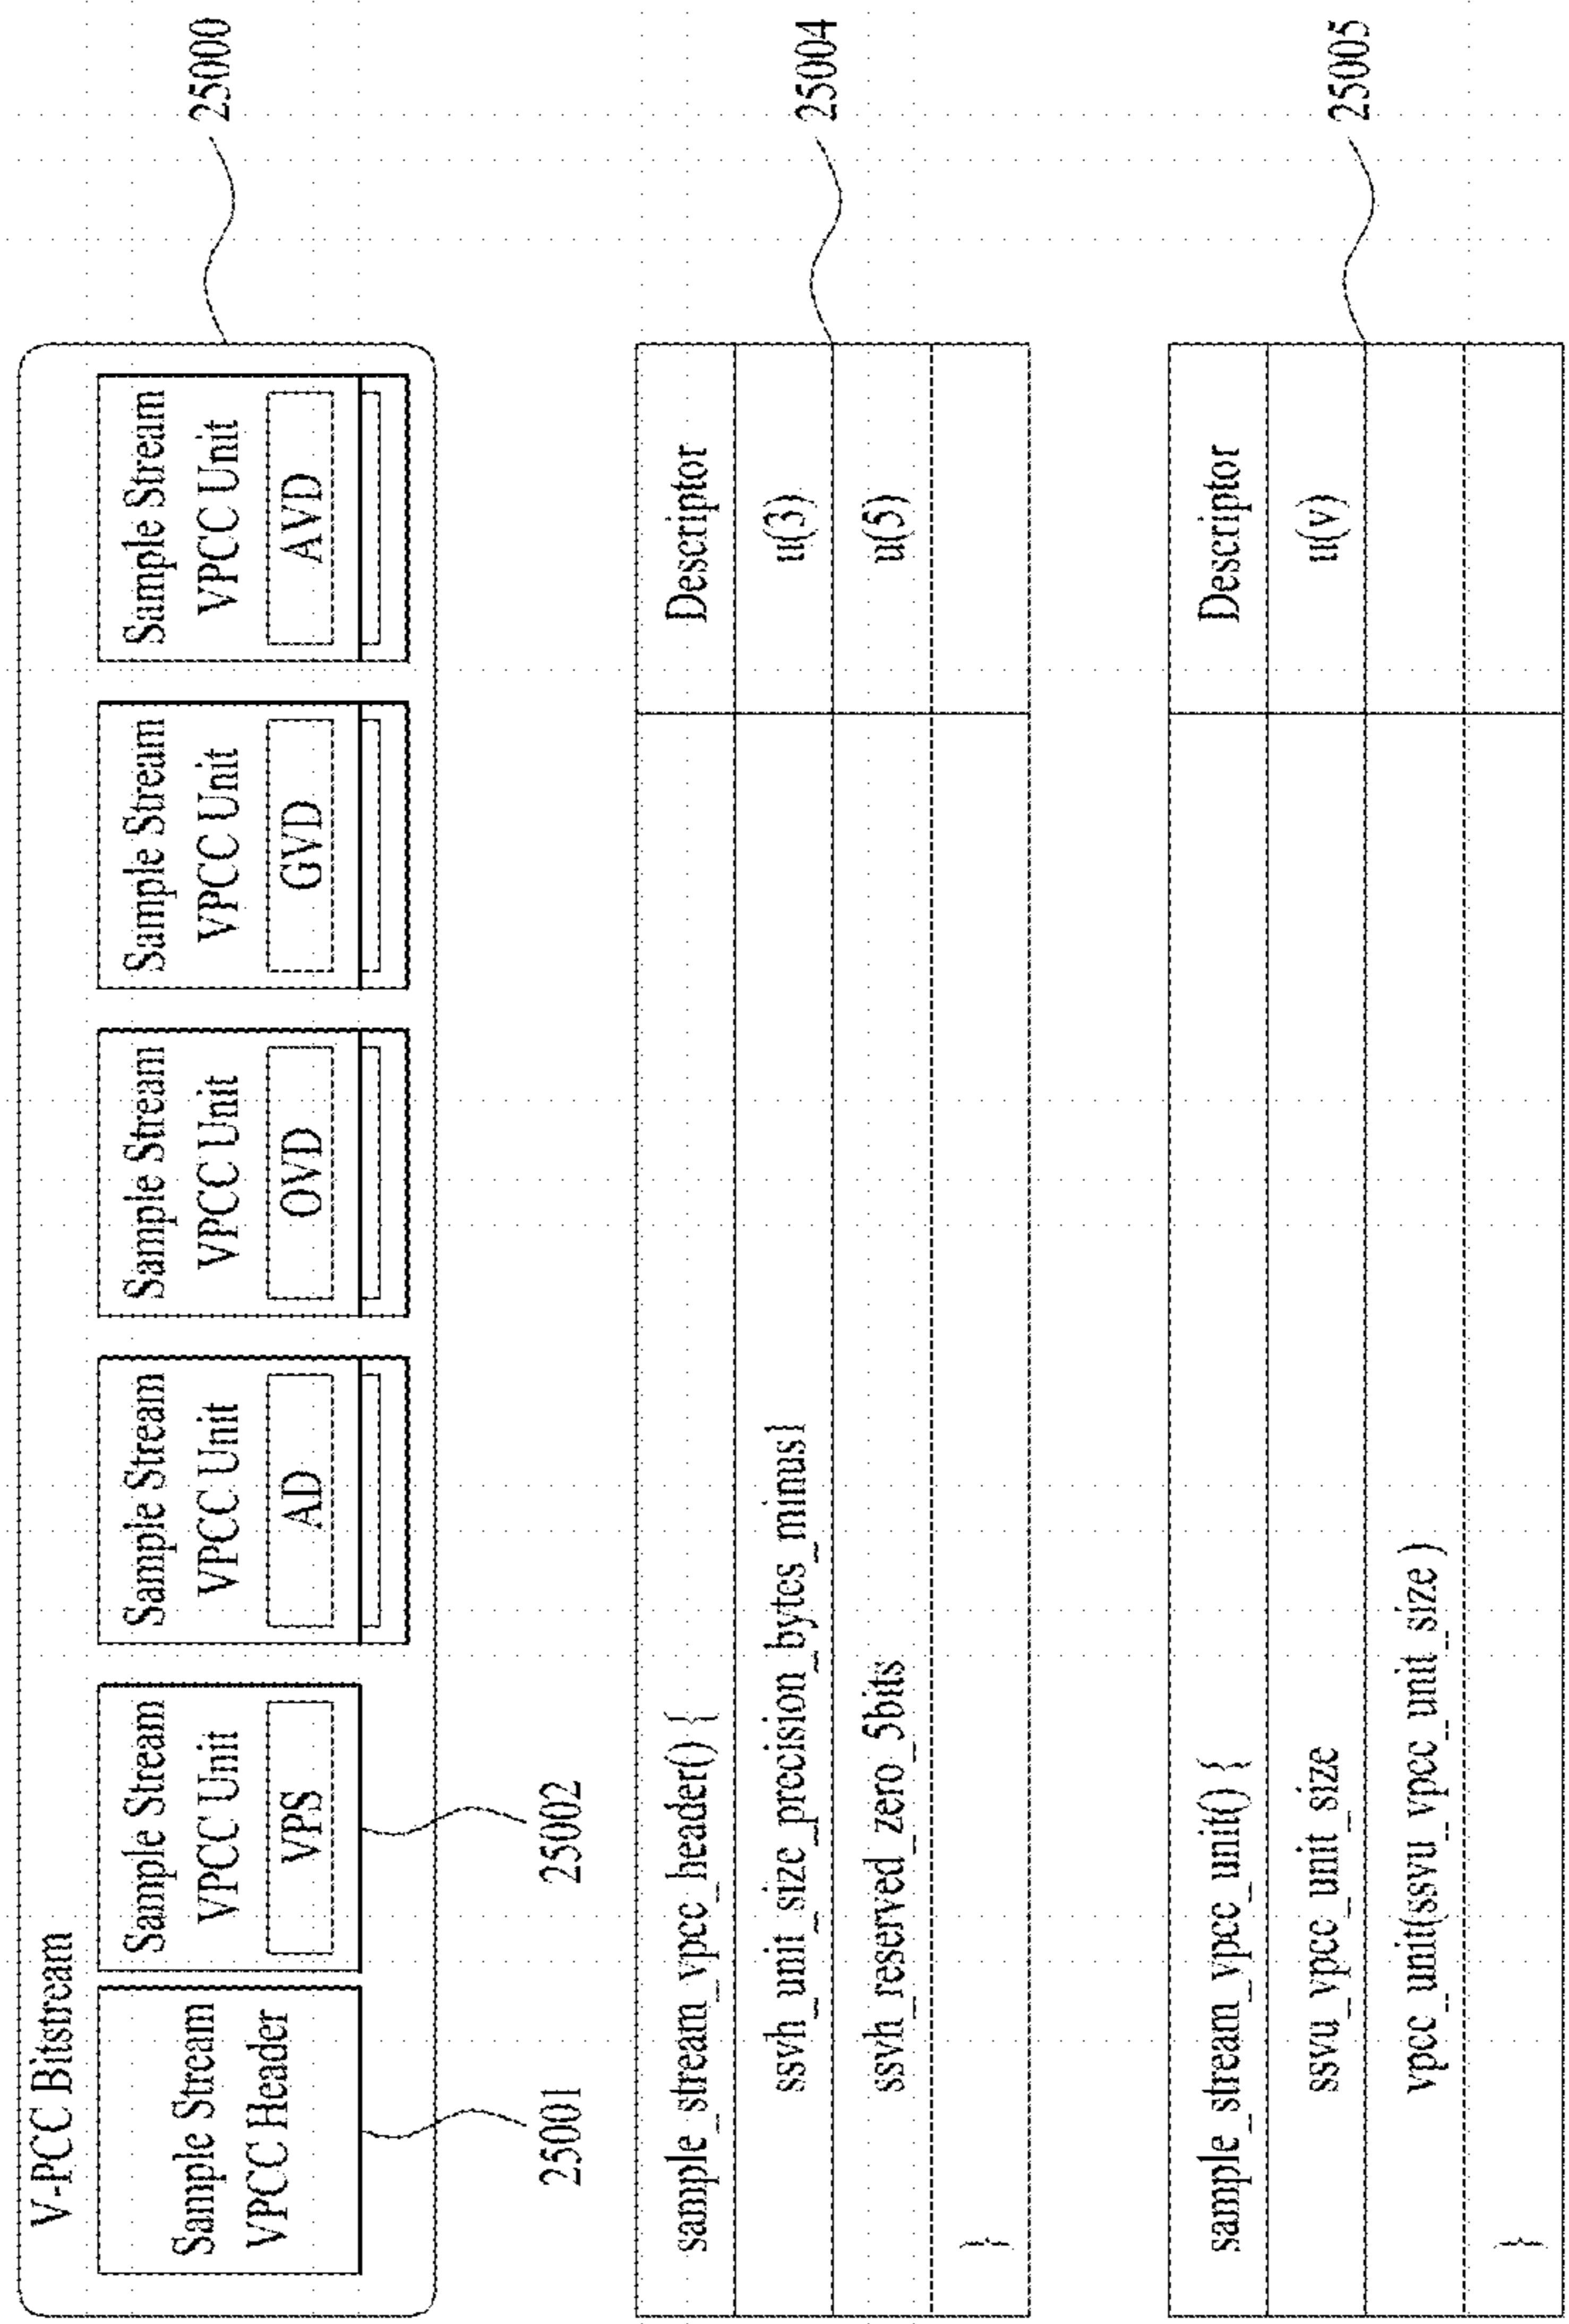 V-PCC Bitstream
Sample Stream
VPCC Header
Sample Stream
VPCC Unit
VPS
Sample Stream
VPCC Unit
AD
Sample Stream
VPCC Unit
OVD
Sample Stream
VPCC Unit
GVD
Sample Stream
VPCC Unit
AVD
25000
25001
25002
sample_stream_vpcc_header() { Descriptor
ssvh_unit_size_precision_bytes_minus1 u(3)
ssvh_reserved_zero_5bits u(5)
}
25004
sample_stream_vpcc_unit() { Descriptor
ssvu_vpcc_unit_size u(v)
vpcc_unit(ssvu_vpcc_unit_size )
}
25005